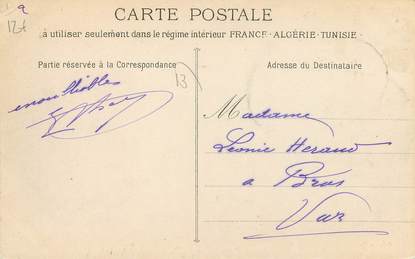 CARTE POSTALE
à utiliser seulement dans le régime intérieur FRANCE - ALGÉRIE - TUNISIE
Partie réservée à la Correspondance
Adresse du Destinataire
13
Madame
Léonie Heraud
a Bras
Var